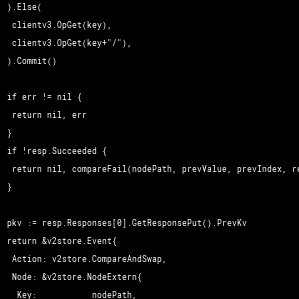 ).Else(
clientv3.OpGet(key),
clientv3.OpGet(key+"/"),
).Commit()
if err != nil {
return nil, err
}
if !resp.Succeeded {
return nil, compareFail(nodePath, prevValue, prevIndex, re
}
pkv := resp.Responses[0].GetResponsePut().PrevKv
return &v2store.Event{
Action: v2store.CompareAndSwap,
Node: &v2store.NodeExtern{
Key: nodePath,